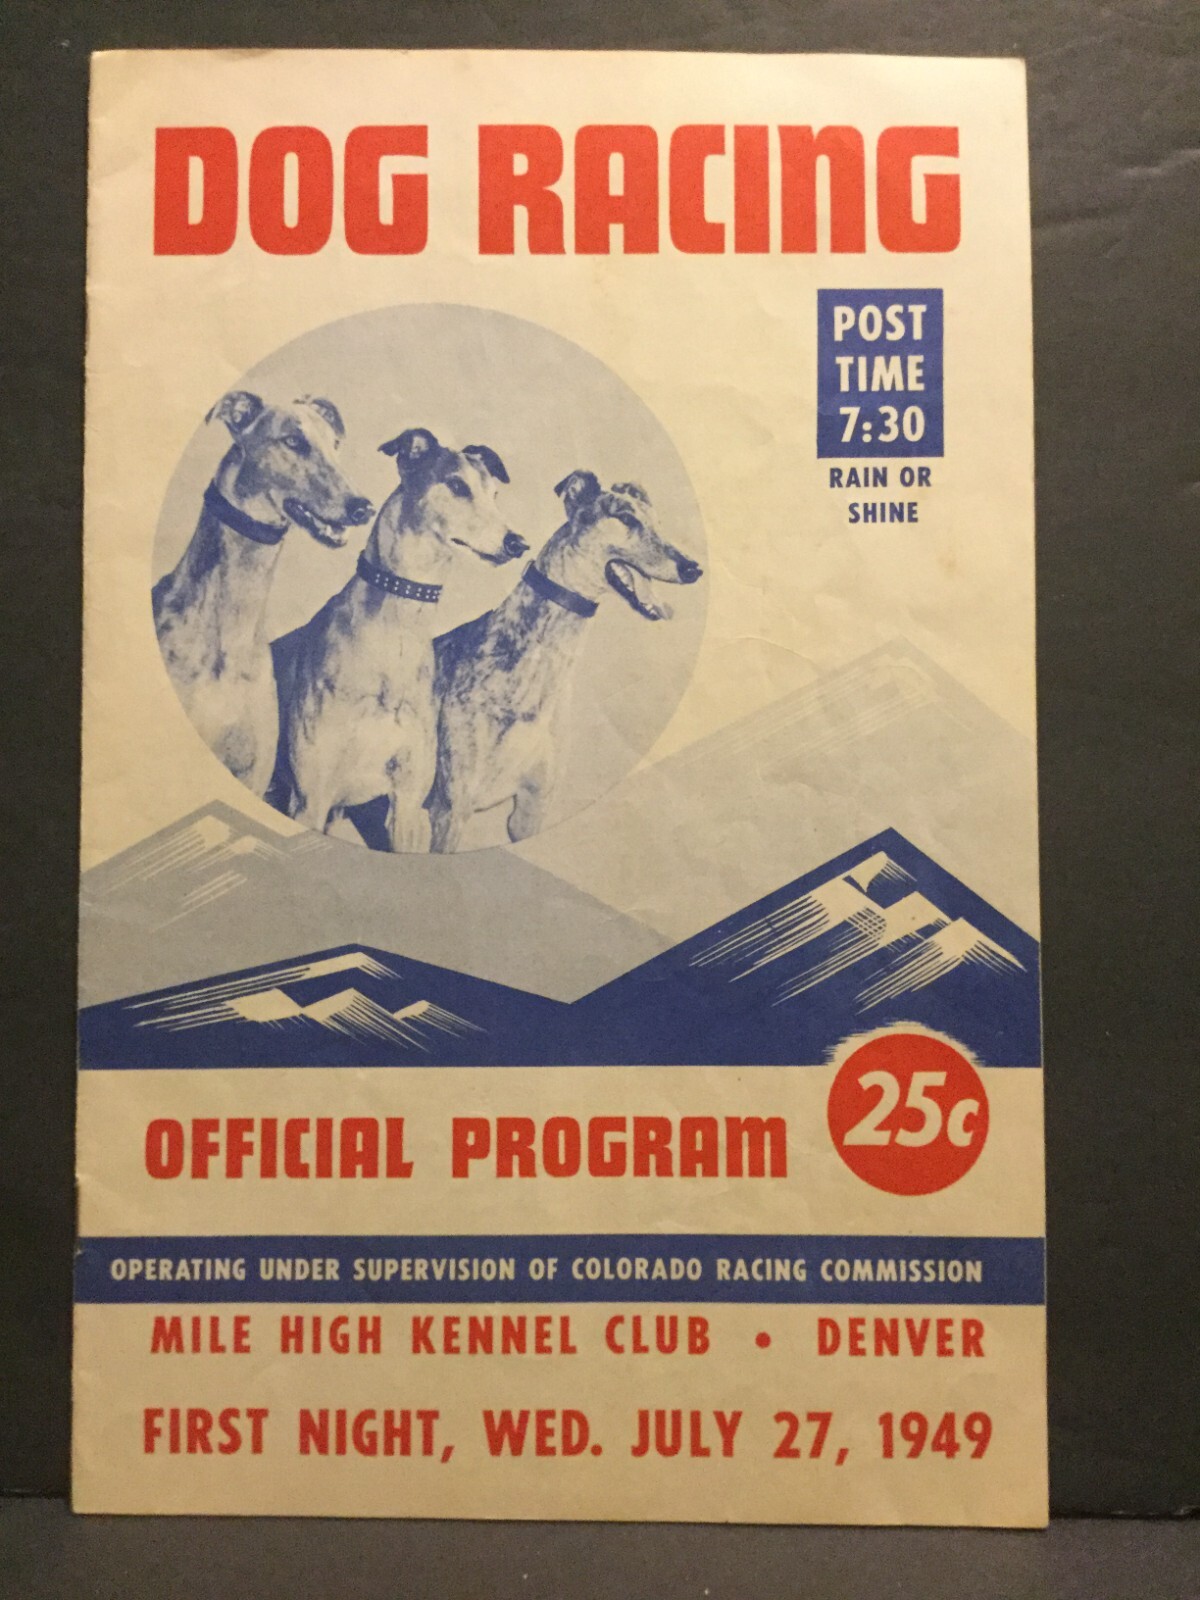 DOG RACING
POST
TIME
7:30
RAIN OR
SHINE
OFFICIAL PROGRAM
25c
OPERATING UNDER SUPERVISION OF COLORADO RACING COMMISSION
MILE HIGH KENNEL CLUB • DENVER
FIRST NIGHT, WED. JULY 27, 1949